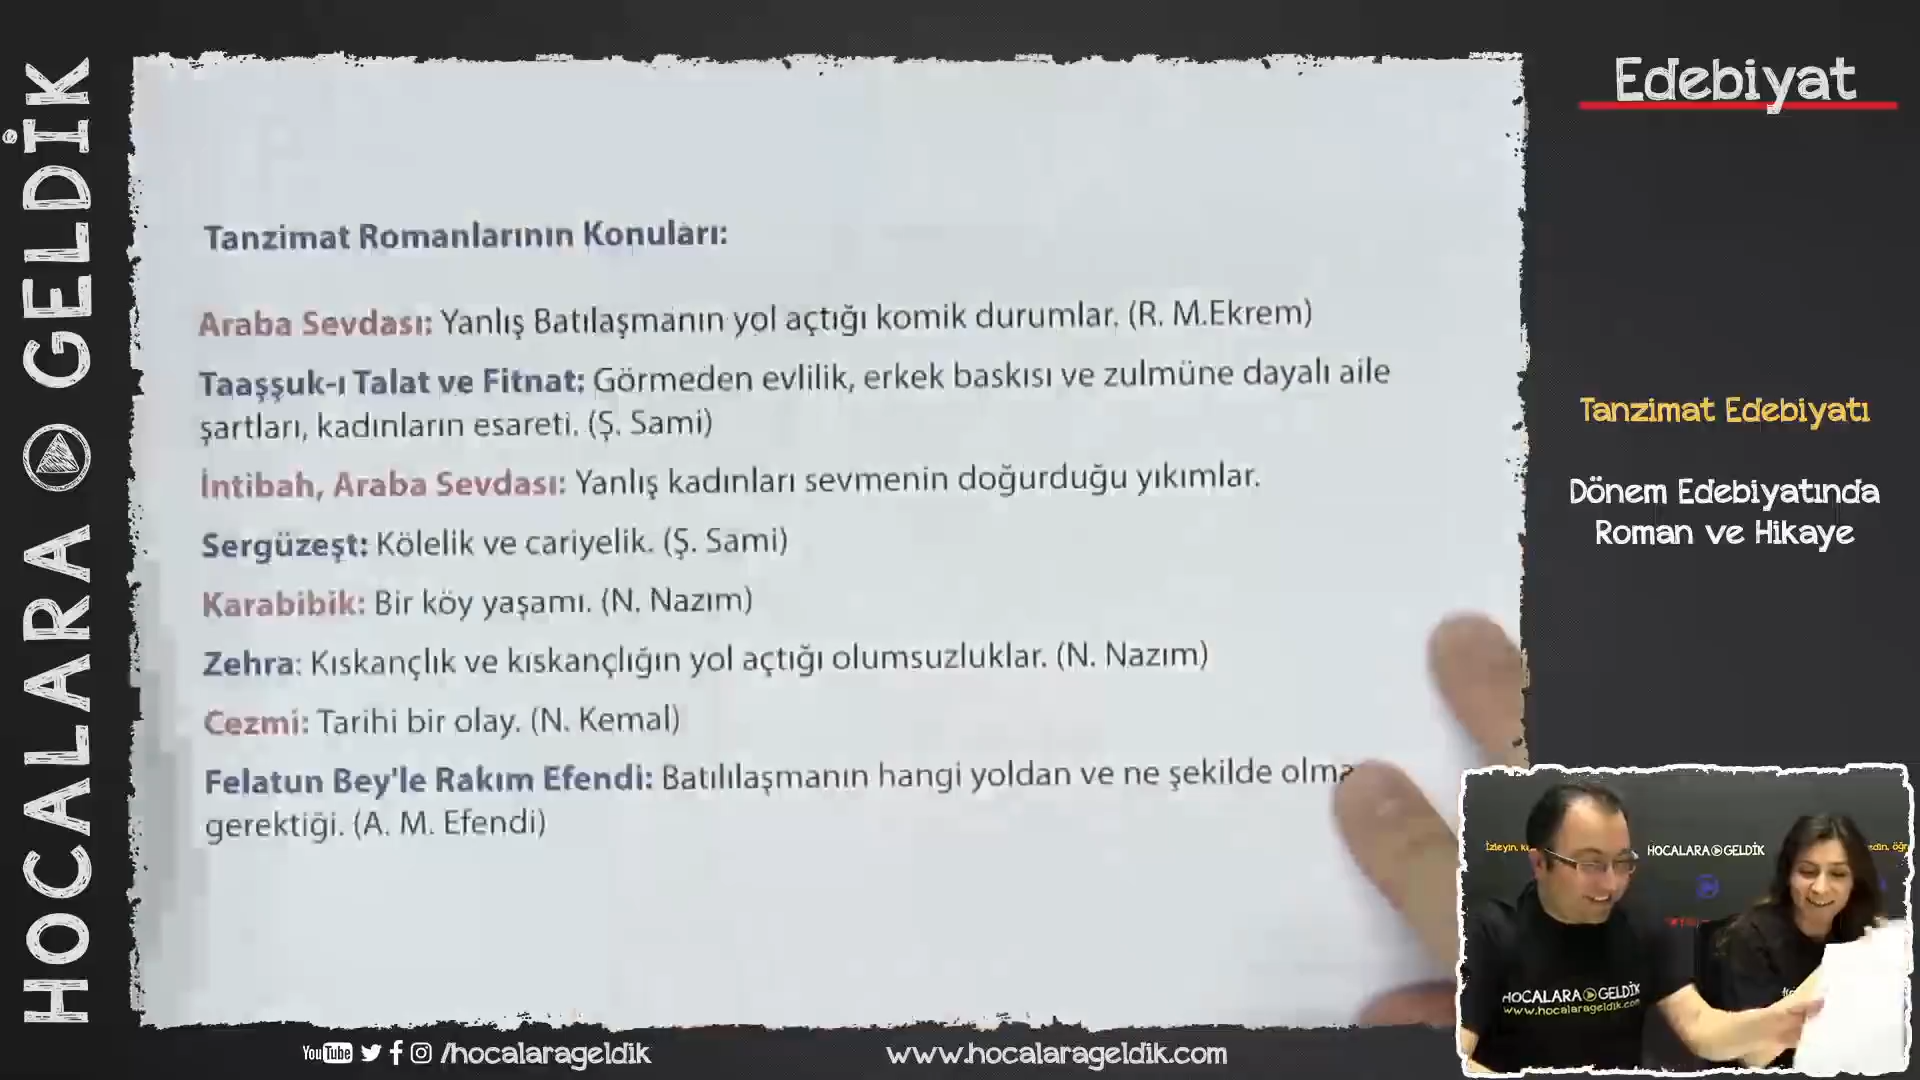 HOCALARA GELDİK
Edebiyat
Tanzimat Romanlarının Konuları:
Araba Sevdası: Yanlış Batılaşmanın yol açtığı komik durumlar. (R. M.Ekrem)
Taaşşuk-ı Talat ve Fitnat: Görmeden evlilik, erkek baskısı ve zulmüne dayalı aile
şartları, kadınların esareti. (Ş. Sami)
İntibah, Araba Sevdası: Yanlış kadınları sevmenin doğurduğu yıkımlar.
Sergüzeşt: Kölelik ve cariyelik. (Ş. Sami)
Karabibik: Bir köy yaşamı. (N. Nazım)
Zehra: Kıskançlık ve kıskançlığın yol açtığı olumsuzluklar. (N. Nazım)
Cezmi: Tarihi bir olay. (N. Kemal)
Felatun Bey'le Rakım Efendi: Batılılaşmanın hangi yoldan ve ne şekilde olma
gerektiği. (A. M. Efendi)
Tanzimat Edebiyatı
Dönem Edebiyatında
Roman ve Hikaye
İzleyin,
HOCALARA GELDİK
HOCALARA GELDİK
www.hocalarageldik.com
YouTube /hocalarageldik
www.hocalarageldik.com